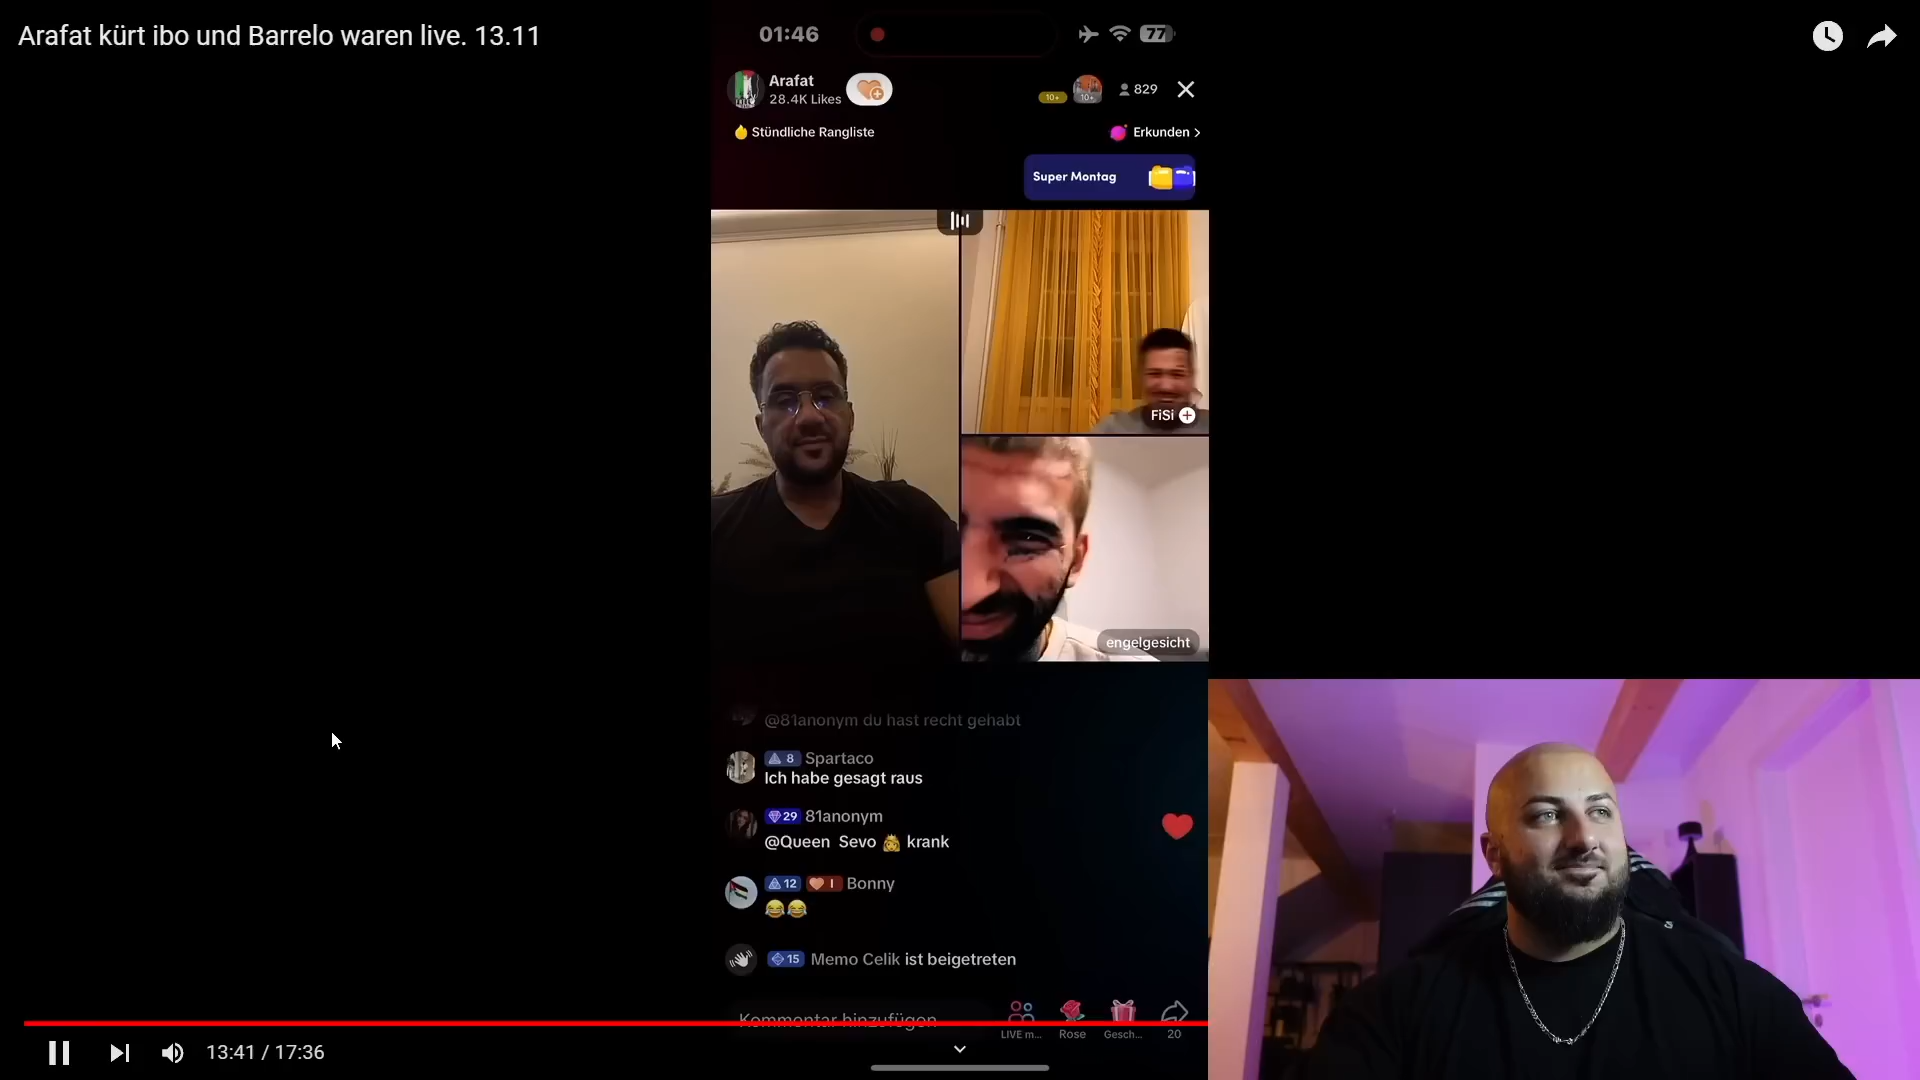 Arafat kürt ibo und Barrelo waren live. 13.11
01:46
77
Arafat
28.4K Likes
10+
10+
829
Stündliche Rangliste
Erkunden >
Super Montag
FiSi
engelgesicht
@81anonym du hast recht gehabt
8 Spartaco
Ich habe gesagt raus
29 81anonym
@Queen Sevo 👸 krank
12 I Bonny
😂😂
15 Memo Celik ist beigetreten
Kommentar hinzufügen
LIVE m...
Rose
Gesch...
20
13:41 / 17:36